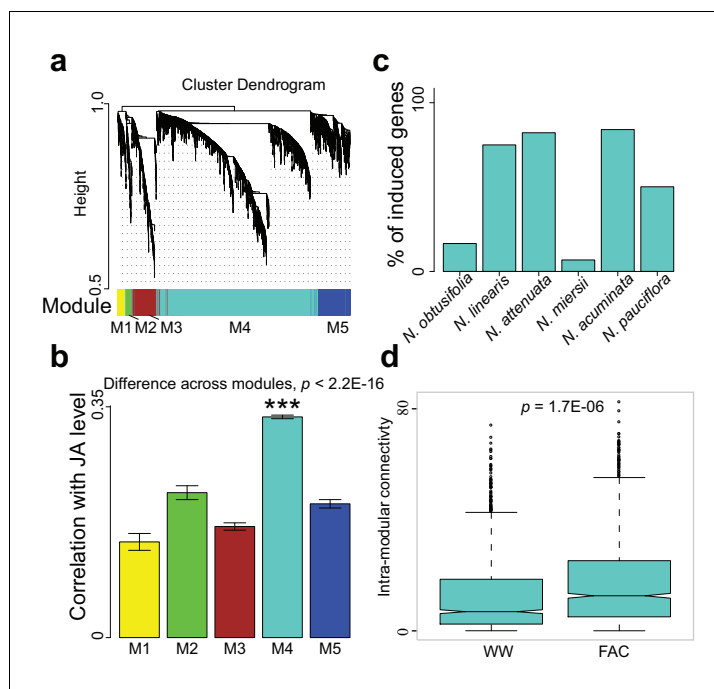 a
Cluster Dendrogram
1.0
Height
0.5
Module
M1 M2 M3 M4 M5
b
Difference across modules, p < 2.2E-16
0.35
***
Correlation with JA level
0
M1 M2 M3 M4 M5
c
100
% of induced genes
0
N. obtusifolia
N. linearis
N. attenuata
N. miersii
N. acuminata
N. pauciflora
d
p = 1.7E-06
80
Intra-modular connectivty
0
WW FAC